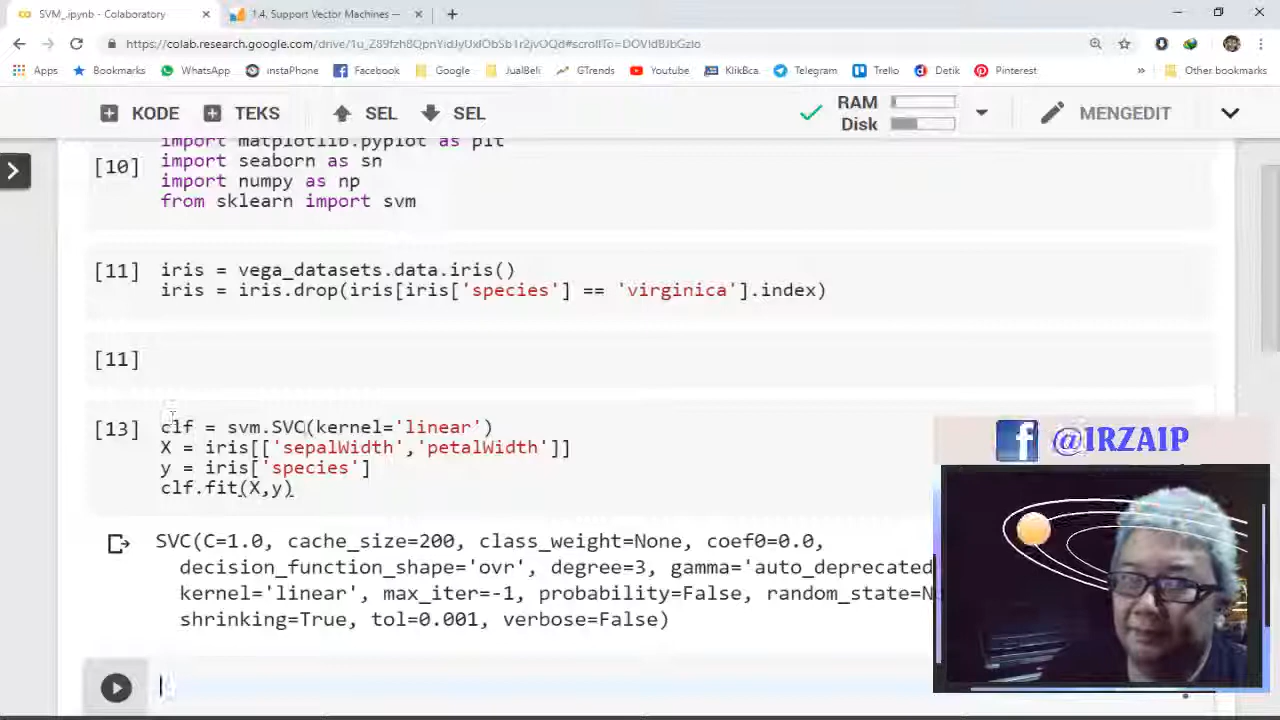 SVM_.ipynb - Colaboratory
1.4. Support Vector Machines —
https://colab.research.google.com/drive/1u_Z89fzh8QpnYidJyUxlObSb1r2jvOQd#scrollTo=DOVIdBJbGzIo
Apps Bookmarks WhatsApp instaPhone Facebook Google JualBeli GTrends Youtube KlikBca Telegram Trello Detik Pinterest » Other bookmarks
KODE TEKS SEL SEL RAM Disk MENGEDIT
import matplotlib.pyplot as plt
[10] import seaborn as sn
import numpy as np
from sklearn import svm
[11] iris = vega_datasets.data.iris()
iris = iris.drop(iris[iris['species'] == 'virginica'].index)
[11]
[13] clf = svm.SVC(kernel='linear')
X = iris[['sepalWidth','petalWidth']]
y = iris['species']
clf.fit(X,y)
@IRZAIP
SVC(C=1.0, cache_size=200, class_weight=None, coef0=0.0,
decision_function_shape='ovr', degree=3, gamma='auto_deprecated
kernel='linear', max_iter=-1, probability=False, random_state=N
shrinking=True, tol=0.001, verbose=False)